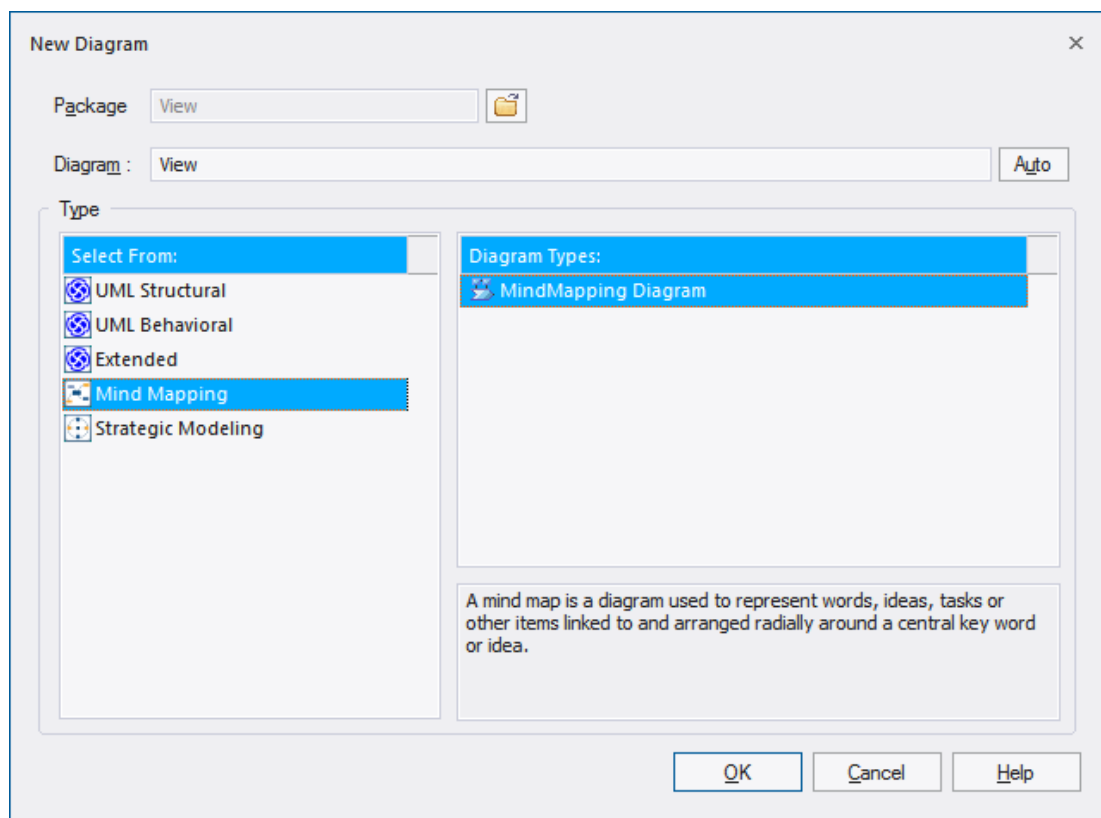 New Diagram
Package View
Diagram : View Auto
Type
Select From:
UML Structural
UML Behavioral
Extended
Mind Mapping
Strategic Modeling
Diagram Types:
MindMapping Diagram
A mind map is a diagram used to represent words, ideas, tasks or
other items linked to and arranged radially around a central key word
or idea.
OK Cancel Help